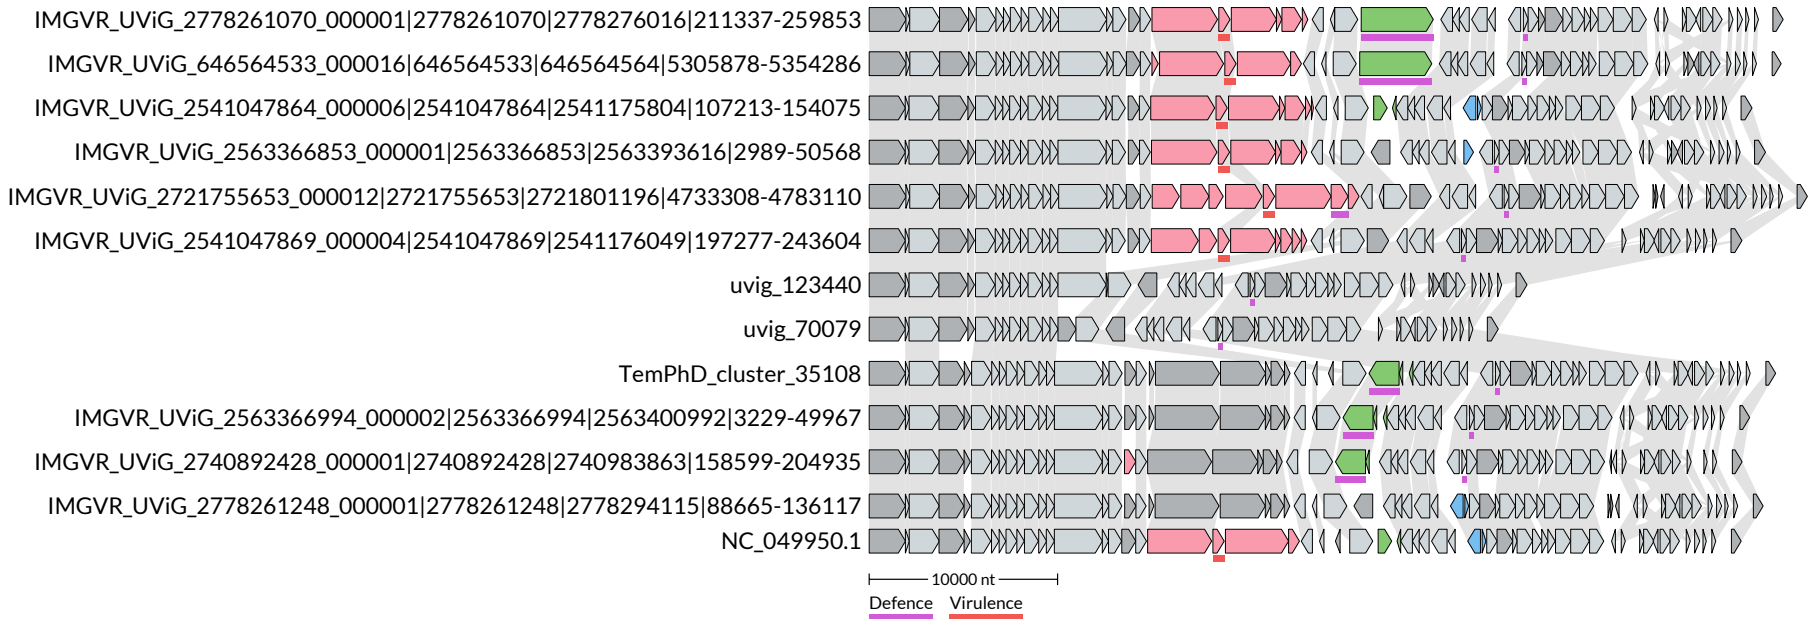 IMGVR_UViG_2778261070_000001|2778261070|2778276016|211337-259853
IMGVR_UViG_646564533_000016|646564533|646564564|5305878-5354286
IMGVR_UViG_2541047864_000006|2541047864|2541175804|107213-154075
IMGVR_UViG_2563366853_000001|2563366853|2563393616|2989-50568
IMGVR_UViG_2721755653_000012|2721755653|2721801196|4733308-4783110
IMGVR_UViG_2541047869_000004|2541047869|2541176049|197277-243604
uvig_123440
uvig_70079
TemPhD_cluster_35108
IMGVR_UViG_2563366994_000002|2563366994|2563400992|3229-49967
IMGVR_UViG_2740892428_000001|2740892428|2740983863|158599-204935
IMGVR_UViG_2778261248_000001|2778261248|2778294115|88665-136117
NC_049950.1
10000 nt
Defence Virulence